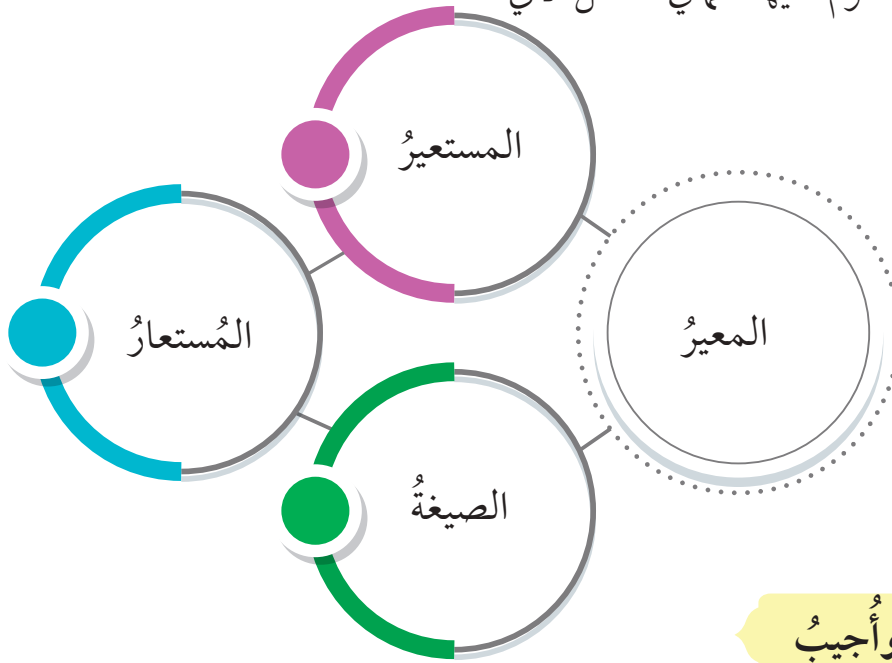 المستعيرُ
المعيرُ
المُستعارُ
الصيغةُ
وأُجيبُ